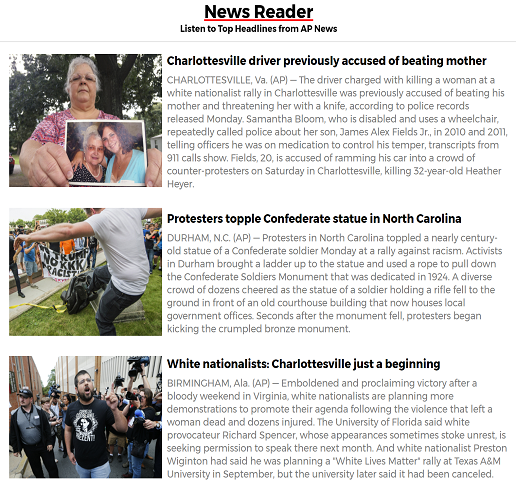 News Reader
Listen to Top Headlines from AP News
Charlottesville driver previously accused of beating mother
CHARLOTTESVILLE, Va. (AP) — The driver charged with killing a woman at a
white nationalist rally in Charlottesville was previously accused of beating his
mother and threatening her with a knife, according to police records
released Monday. Samantha Bloom, who is disabled and uses a wheelchair,
repeatedly called police about her son, James Alex Fields Jr., in 2010 and 2011,
telling officers he was on medication to control his temper, transcripts from
911 calls show. Fields, 20, is accused of ramming his car into a crowd of
counter-protesters on Saturday in Charlottesville, killing 32-year-old Heather
Heyer.
Protesters topple Confederate statue in North Carolina
DURHAM, N.C. (AP) — Protesters in North Carolina toppled a nearly century-
old statue of a Confederate soldier Monday at a rally against racism. Activists
in Durham brought a ladder up to the statue and used a rope to pull down
the Confederate Soldiers Monument that was dedicated in 1924. A diverse
crowd of dozens cheered as the statue of a soldier holding a rifle fell to the
ground in front of an old courthouse building that now houses local
government offices. Seconds after the monument fell, protesters began
kicking the crumpled bronze monument.
White nationalists: Charlottesville just a beginning
BIRMINGHAM, Ala. (AP) — Emboldened and proclaiming victory after a
bloody weekend in Virginia, white nationalists are planning more
demonstrations to promote their agenda following the violence that left a
woman dead and dozens injured. The University of Florida said white
provocateur Richard Spencer, whose appearances sometimes stoke unrest, is
seeking permission to speak there next month. And white nationalist Preston
Wiginton had said he was planning a "White Lives Matter" rally at Texas A&M
University in September, but the university later said it had been canceled.